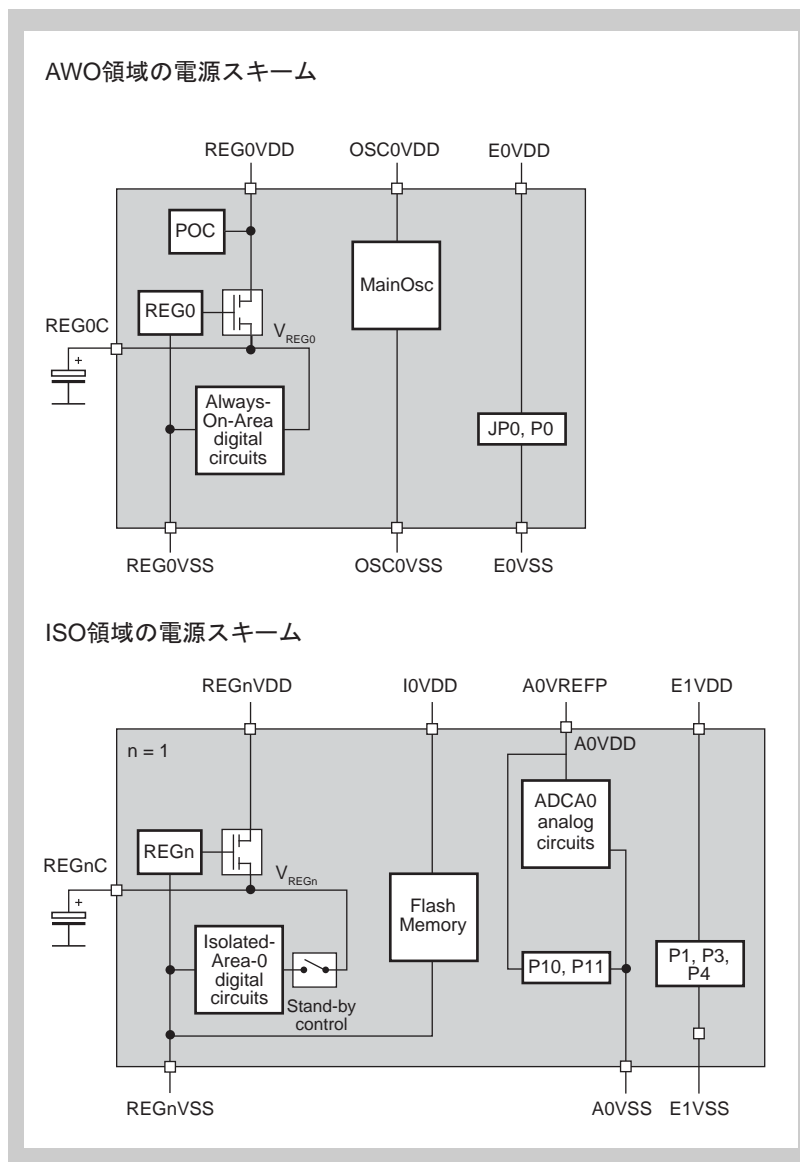 AWO領域の電源スキーム
REG0VDD
OSC0VDD
E0VDD
POC
MainOsc
REG0
VREG0
REG0C
+
Always-
On-Area
digital
circuits
JP0, P0
REG0VSS
OSC0VSS
E0VSS
ISO領域の電源スキーム
REGnVDD
I0VDD
A0VREFP
E1VDD
n = 1
A0VDD
ADCA0
analog
circuits
REGn
VREGn
REGnC
+
Flash
Memory
Isolated-
Area-0
digital
circuits
Stand-by
control
P10, P11
P1, P3,
P4
REGnVSS
A0VSS
E1VSS